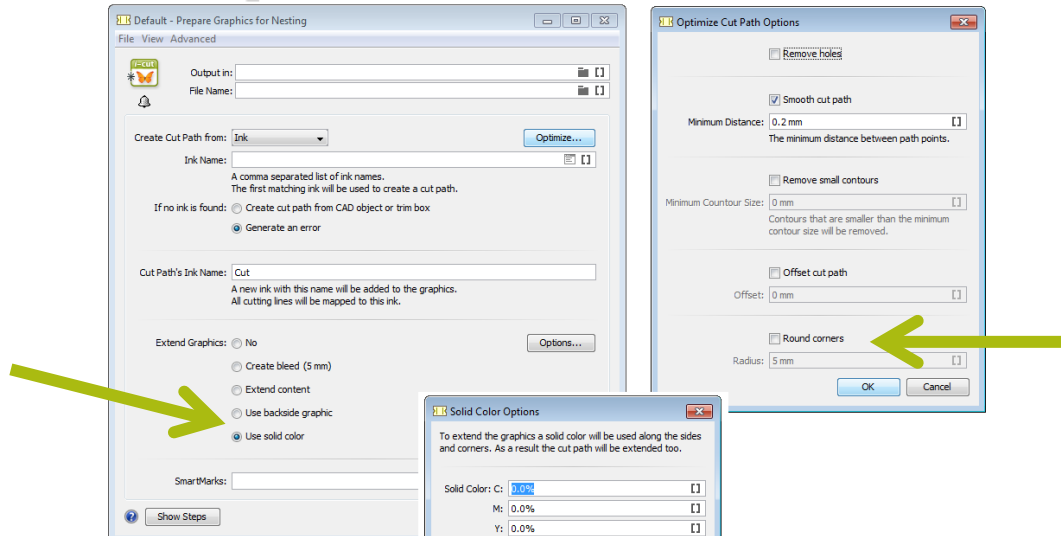 Default - Prepare Graphics for Nesting
File View Advanced
i-cut
Output in:
File Name:
Create Cut Path from: Ink
Optimize...
Ink Name:
A comma separated list of ink names.
The first matching ink will be used to create a cut path.
If no ink is found: Create cut path from CAD object or trim box
Generate an error
Cut Path's Ink Name: Cut
A new ink with this name will be added to the graphics.
All cutting lines will be mapped to this ink.
Extend Graphics: No
Options...
Create bleed (5 mm)
Extend content
Use backside graphic
Use solid color
SmartMarks:
Show Steps
Solid Color Options
To extend the graphics a solid color will be used along the sides
and corners. As a result the cut path will be extended too.
Solid Color: C: 0.0%
M: 0.0%
Y: 0.0%
Optimize Cut Path Options
Remove holes
Smooth cut path
Minimum Distance: 0.2 mm
The minimum distance between path points.
Remove small contours
Minimum Countour Size: 0 mm
Contours that are smaller than the minimum
contour size will be removed.
Offset cut path
Offset: 0 mm
Round corners
Radius: 5 mm
OK
Cancel